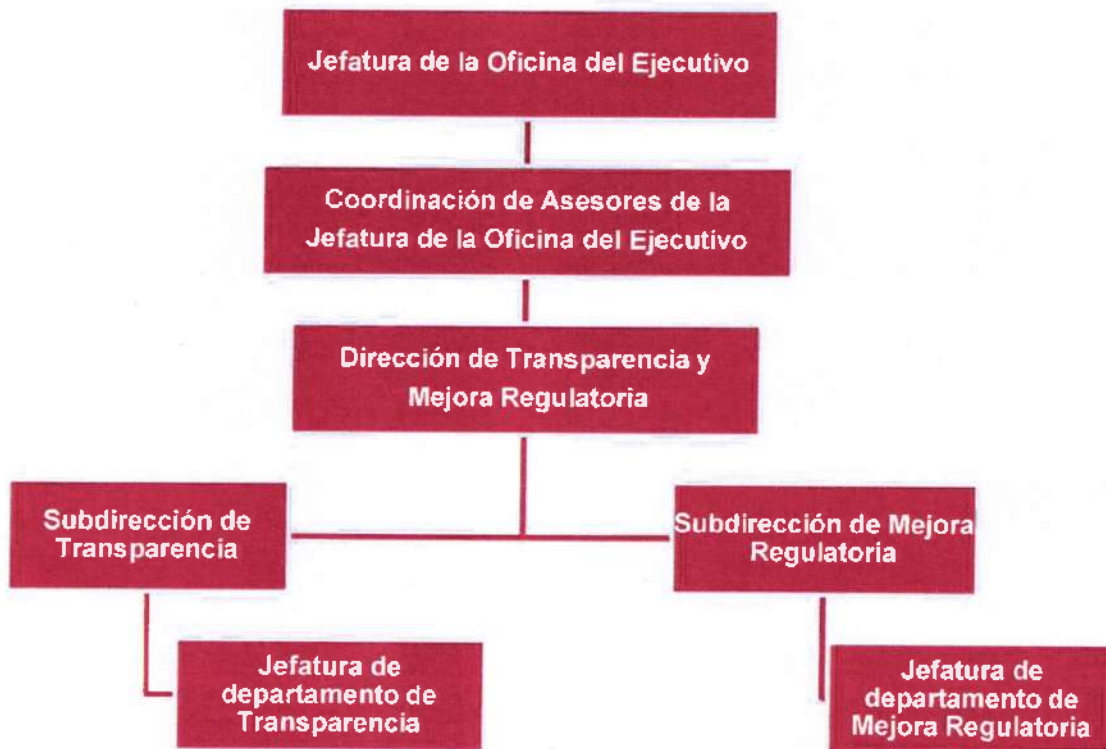 Jefatura de la Oficina del Ejecutivo
Coordinación de Asesores de la
Jefatura de la Oficina del Ejecutivo
Dirección de Transparencia y
Mejora Regulatoria
Subdirección de
Transparencia
Subdirección de Mejora
Regulatoria
Jefatura de
departamento de
Transparencia
Jefatura de
departamento de
Mejora Regulatoria